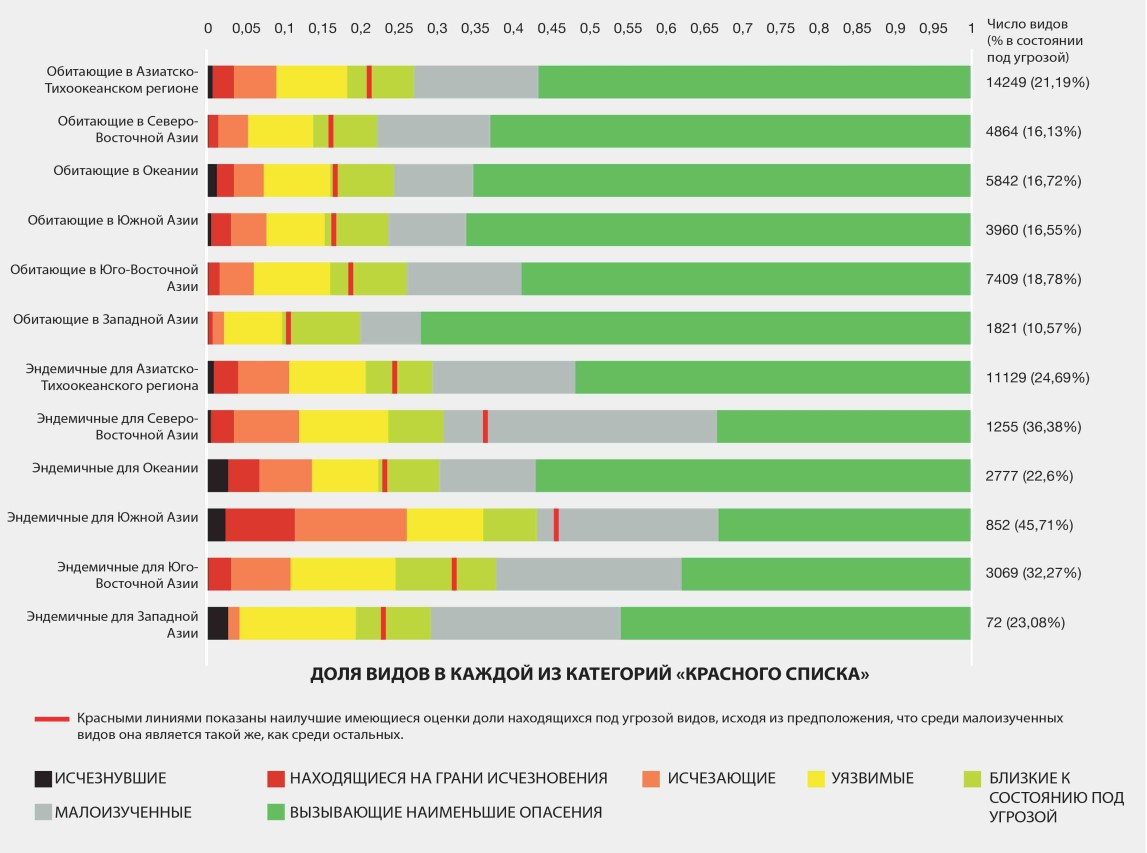 0 0,05 0,1 0,15 0,2 0,25 0,3 0,35 0,4 0,45 0,5 0,55 0,6 0,65 0,7 0,75 0,8 0,85 0,9 0,95 1
Число видов
(% в состоянии
под угрозой)
Обитающие в Азиатско-
Тихоокеанском регионе
14249 (21,19%)
Обитающие в Северо-
Восточной Азии
4864 (16,13%)
Обитающие в Океании
5842 (16,72%)
Обитающие в Южной Азии
3960 (16,55%)
Обитающие в Юго-Восточной
Азии
7409 (18,78%)
Обитающие в Западной Азии
1821 (10,57%)
Эндемичные для Азиатско-
Тихоокеанского региона
11129 (24,69%)
Эндемичные для Северо-
Восточной Азии
1255 (36,38%)
Эндемичные для Океании
2777 (22,6%)
Эндемичные для Южной Азии
852 (45,71%)
Эндемичные для Юго-
Восточной Азии
3069 (32,27%)
Эндемичные для Западной
Азии
72 (23,08%)
ДОЛЯ ВИДОВ В КАЖДОЙ ИЗ КАТЕГОРИЙ «КРАСНОГО СПИСКА»
Красными линиями показаны наилучшие имеющиеся оценки доли находящихся под угрозой видов, исходя из предположения, что среди малоизученных
видов она является такой же, как среди остальных.
ИСЧЕЗНУВШИЕ
НАХОДЯЩИЕСЯ НА ГРАНИ ИСЧЕЗНОВЕНИЯ
ИСЧЕЗАЮЩИЕ
УЯЗВИМЫЕ
БЛИЗКИЕ К
СОСТОЯНИЮ ПОД
УГРОЗОЙ
МАЛОИЗУЧЕННЫЕ
ВЫЗЫВАЮЩИЕ НАИМЕНЬШИЕ ОПАСЕНИЯ